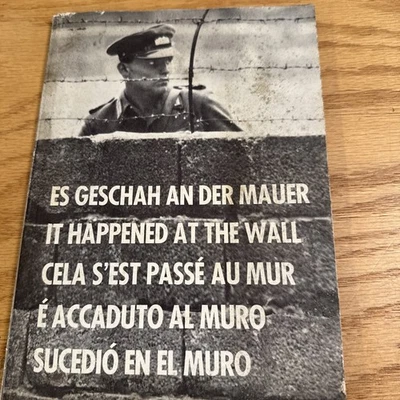 ES GESCHAH AN DER MAUER
IT HAPPENED AT THE WALL
CELA S'EST PASSÉ AU MUR
É ACCADUTO AL MURO
SUCEDIÓ EN EL MURO